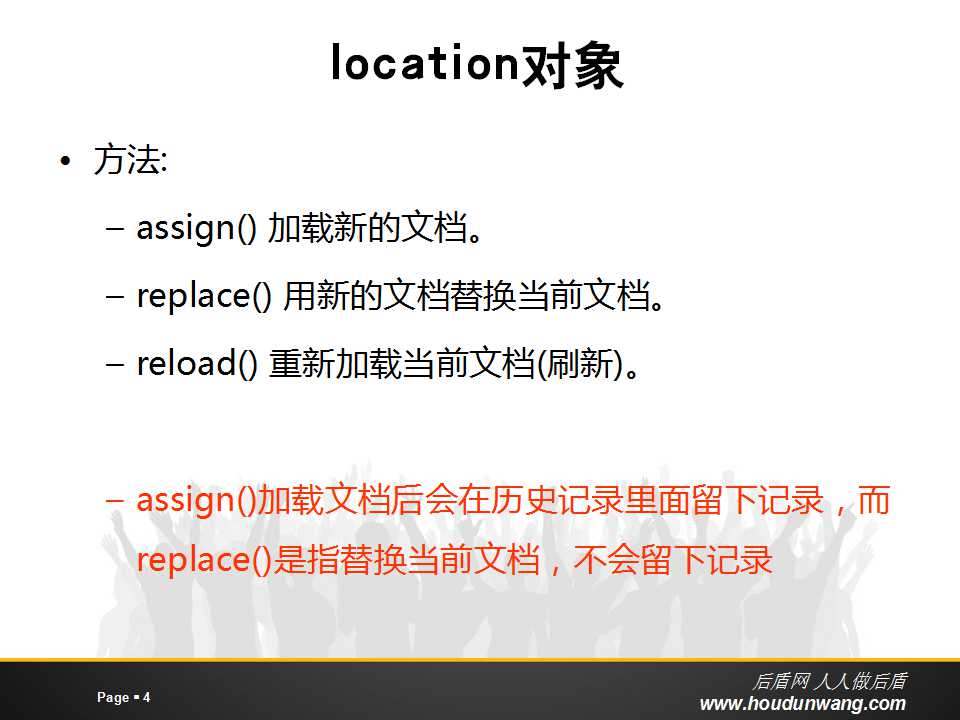 location对象
• 方法:
– assign() 加载新的文档。
– replace() 用新的文档替换当前文档。
– reload() 重新加载当前文档(刷新)。
– assign()加载文档后会在历史记录里面留下记录，而
replace()是指替换当前文档，不会留下记录
Page ▪ 4
后盾网 人人做后盾
www.houdunwang.com